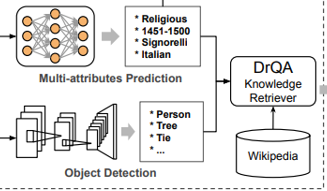 * Religious
* 1451-1500
* Signorelli
* Italian
Multi-attributes Prediction
DrQA
Knowledge
Retriever
* Person
* Tree
* Tie
* ...
Object Detection
Wikipedia